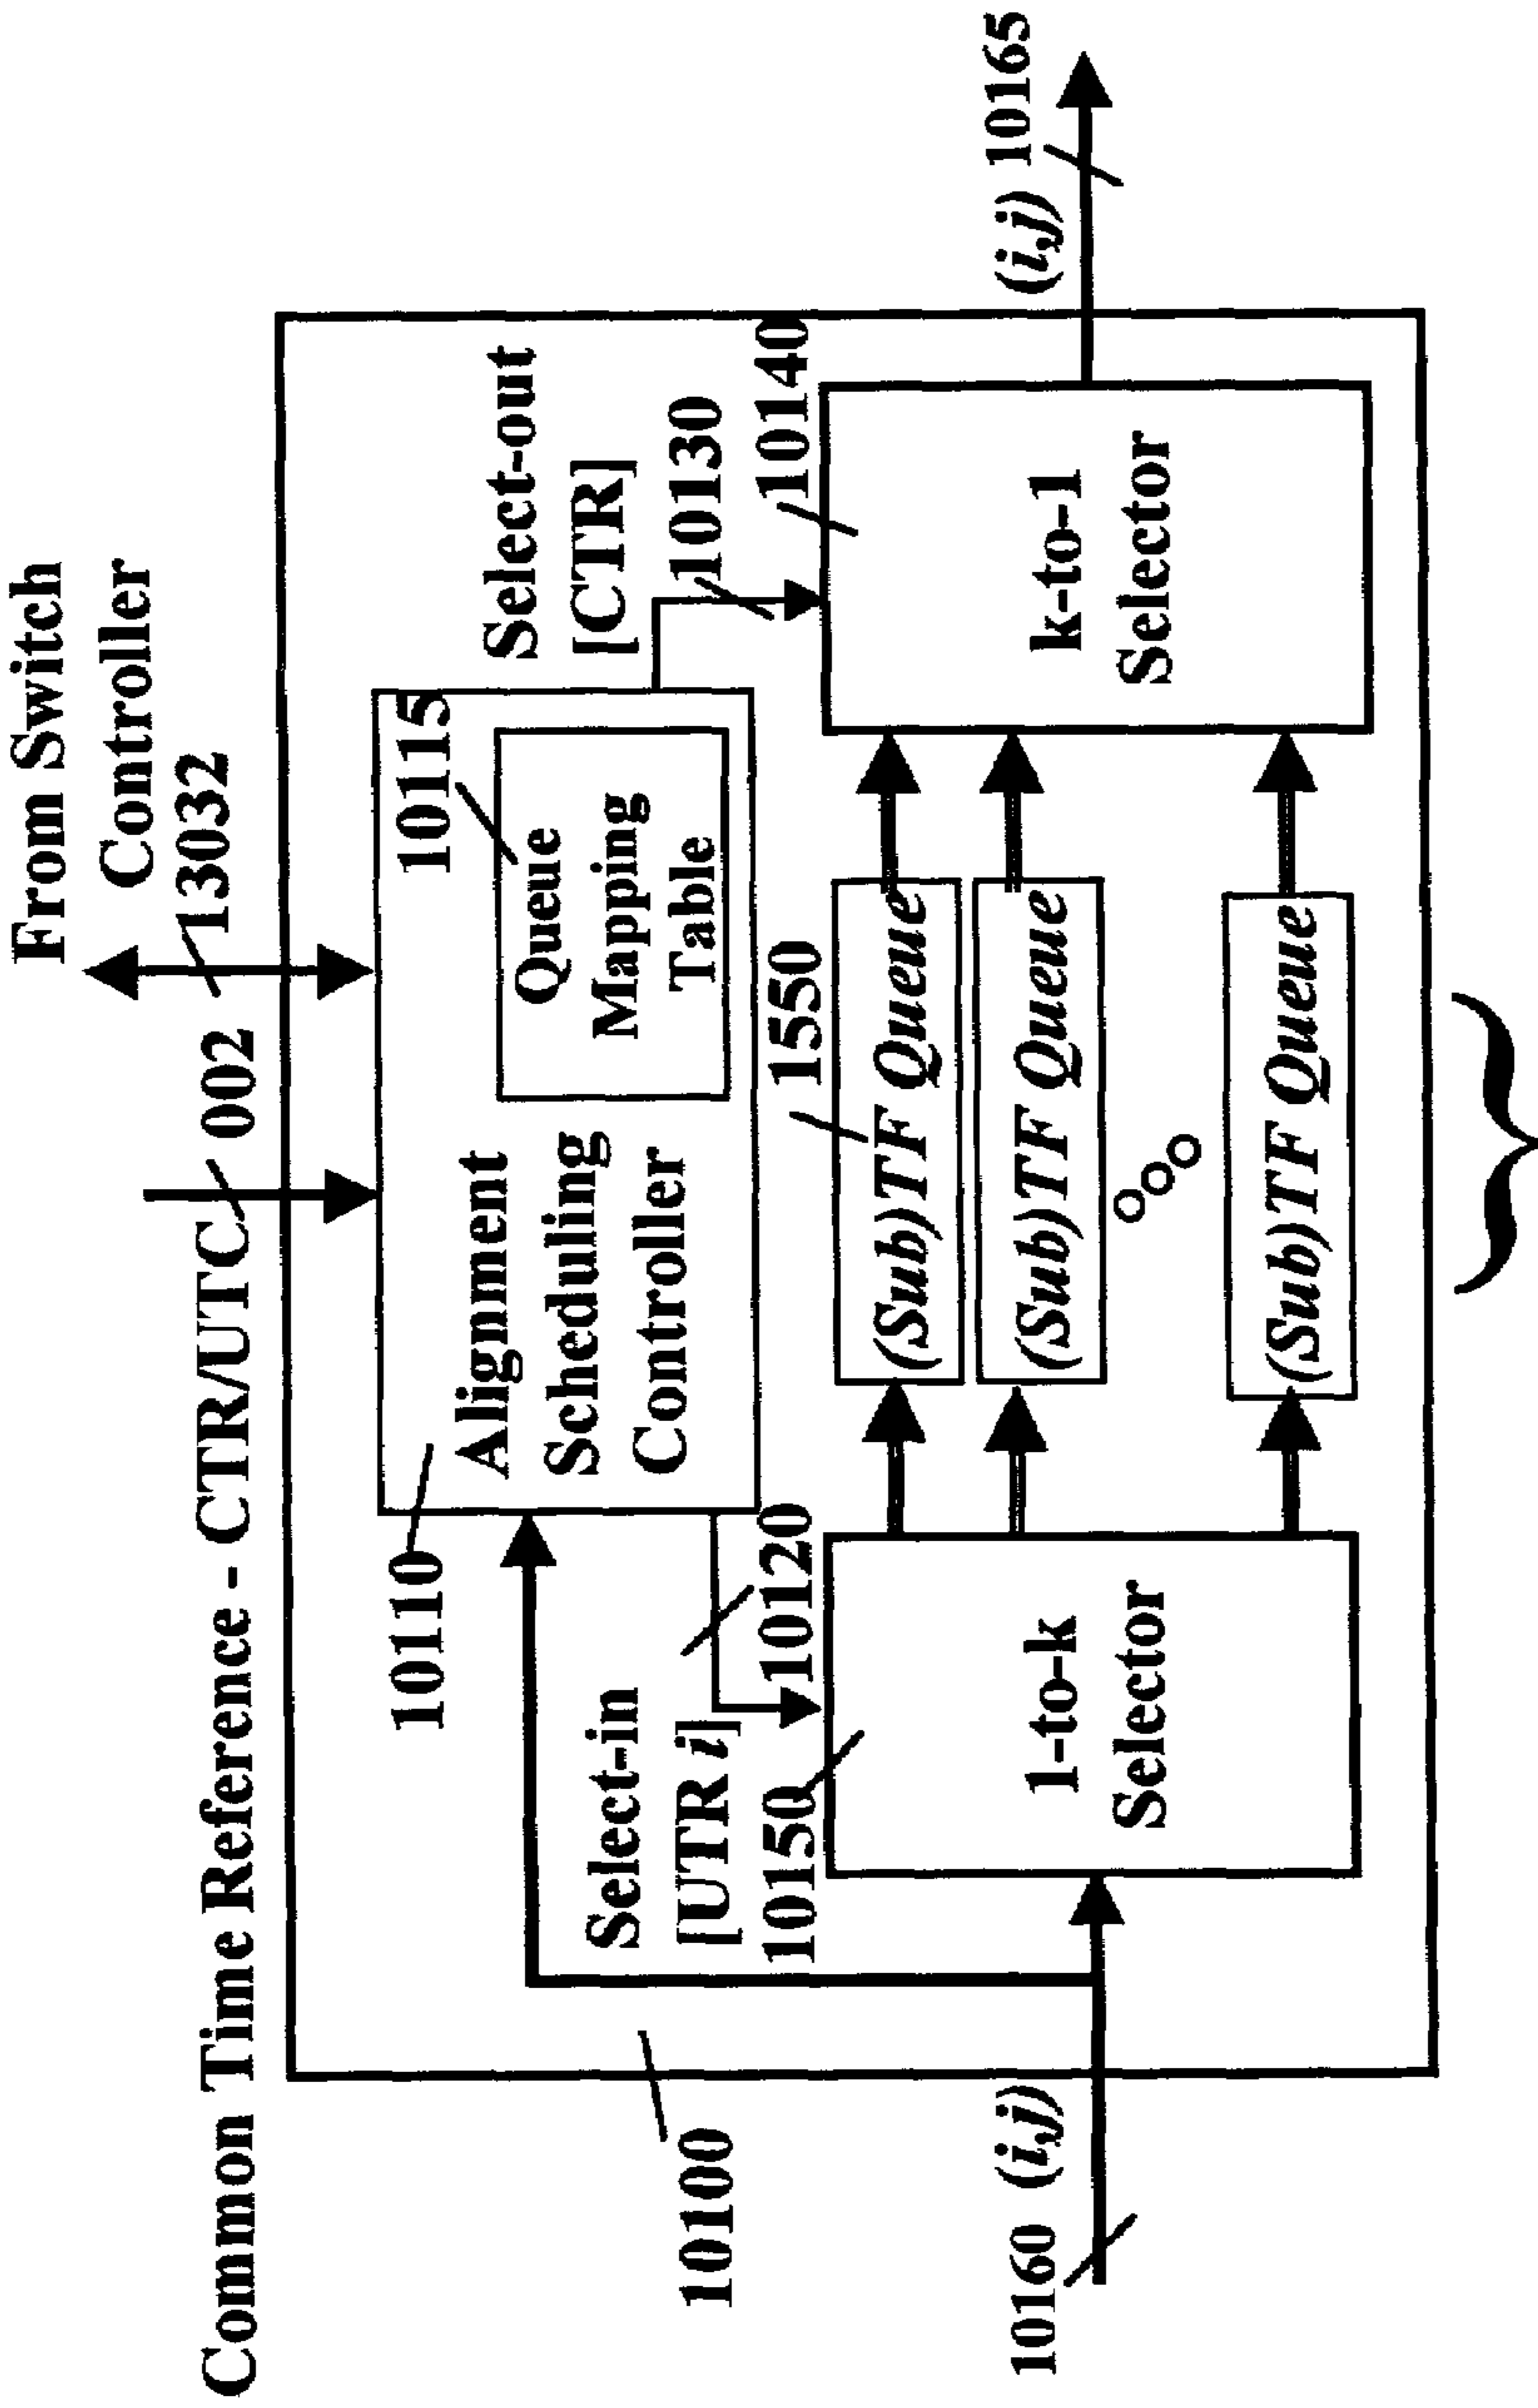 From Switch
Controller
Common Time Reference - CTR/UTC 002
13032
10110
Alignment
Scheduling
Controller
10115
Queue
Mapping
Table
Select-out
[CTR]
10130
10140
Select-in
[UTR i]
10120
10150
1550
10100
(Sub)TF Queue
(Sub)TF Queue
(Sub)TF Queue
1-to-k
Selector
k-to-1
Selector
10160 (i,j)
(i,j) 10165